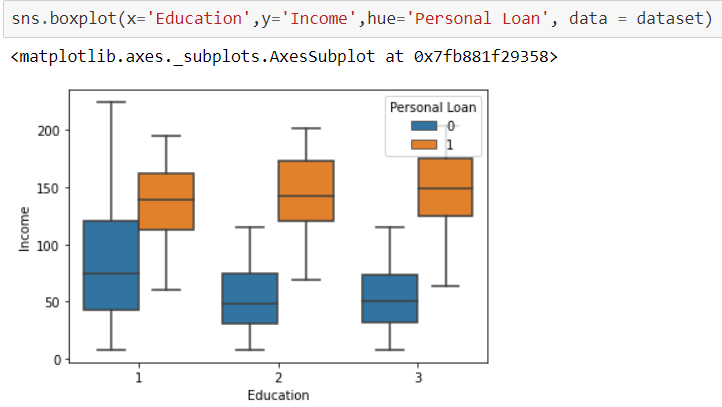 sns.boxplot(x='Education',y='Income',hue='Personal Loan', data = dataset)
<matplotlib.axes._subplots.AxesSubplot at 0x7fb881f29358>
Personal Loan
0
1
200
150
100
50
0
Income
1 2 3
Education